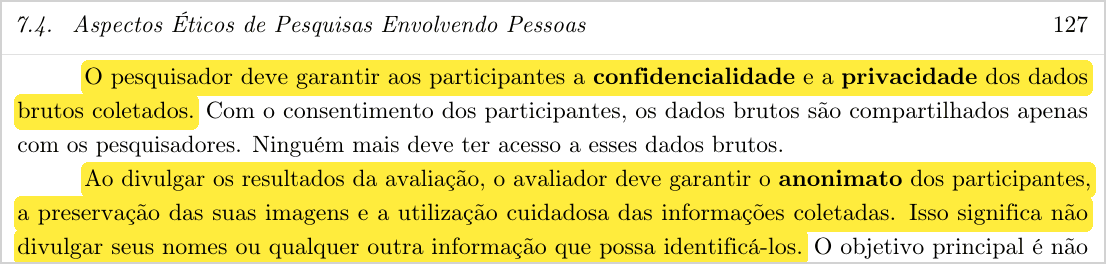 7.4. Aspectos Éticos de Pesquisas Envolvendo Pessoas 127
O pesquisador deve garantir aos participantes a confidencialidade e a privacidade dos dados
brutos coletados. Com o consentimento dos participantes, os dados brutos são compartilhados apenas
com os pesquisadores. Ninguém mais deve ter acesso a esses dados brutos.
Ao divulgar os resultados da avaliação, o avaliador deve garantir o anonimato dos participantes,
a preservação das suas imagens e a utilização cuidadosa das informações coletadas. Isso significa não
divulgar seus nomes ou qualquer outra informação que possa identificá-los. O objetivo principal é não